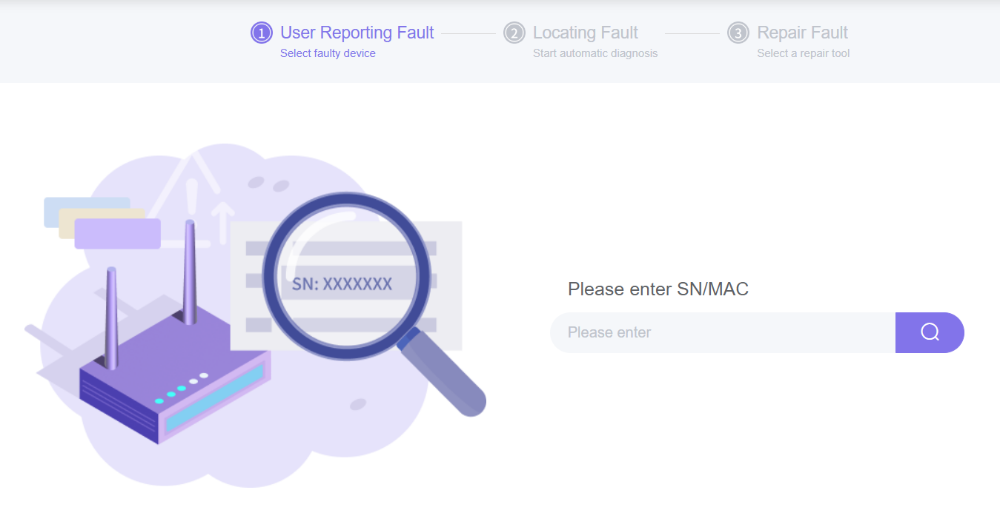 1 User Reporting Fault
Select faulty device
2 Locating Fault
Start automatic diagnosis
3 Repair Fault
Select a repair tool
SN: XXXXXXX
Please enter SN/MAC
Please enter